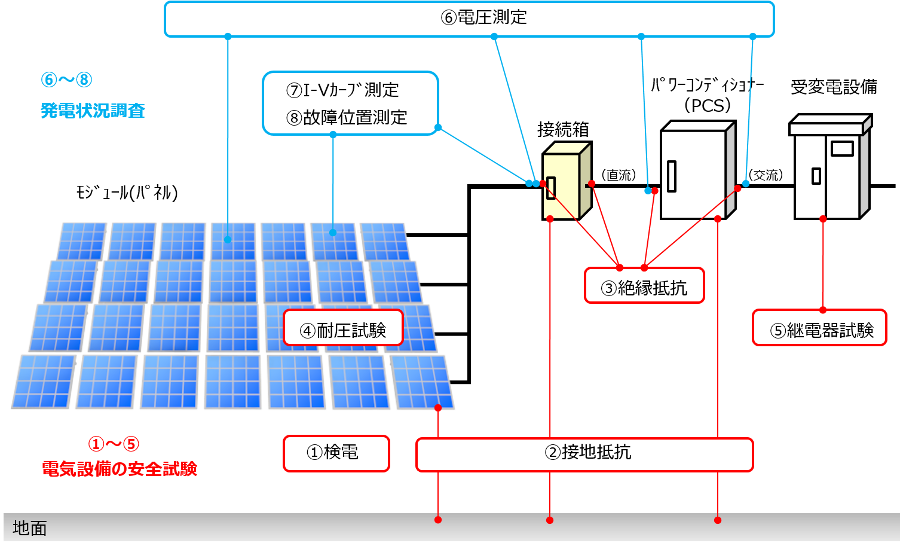 ⑥電圧測定
⑥～⑧
発電状況調査
⑦I-Vｶｰﾌﾞ測定
⑧故障位置測定
ﾊﾟﾜｰｺﾝﾃﾞｨｼｮﾅｰ
(PCS)
受変電設備
接続箱
(直流)
(交流)
ﾓｼﾞｭｰﾙ(ﾊﾟﾈﾙ)
③絶縁抵抗
④耐圧試験
⑤継電器試験
①～⑤
電気設備の安全試験
①検電
②接地抵抗
地面